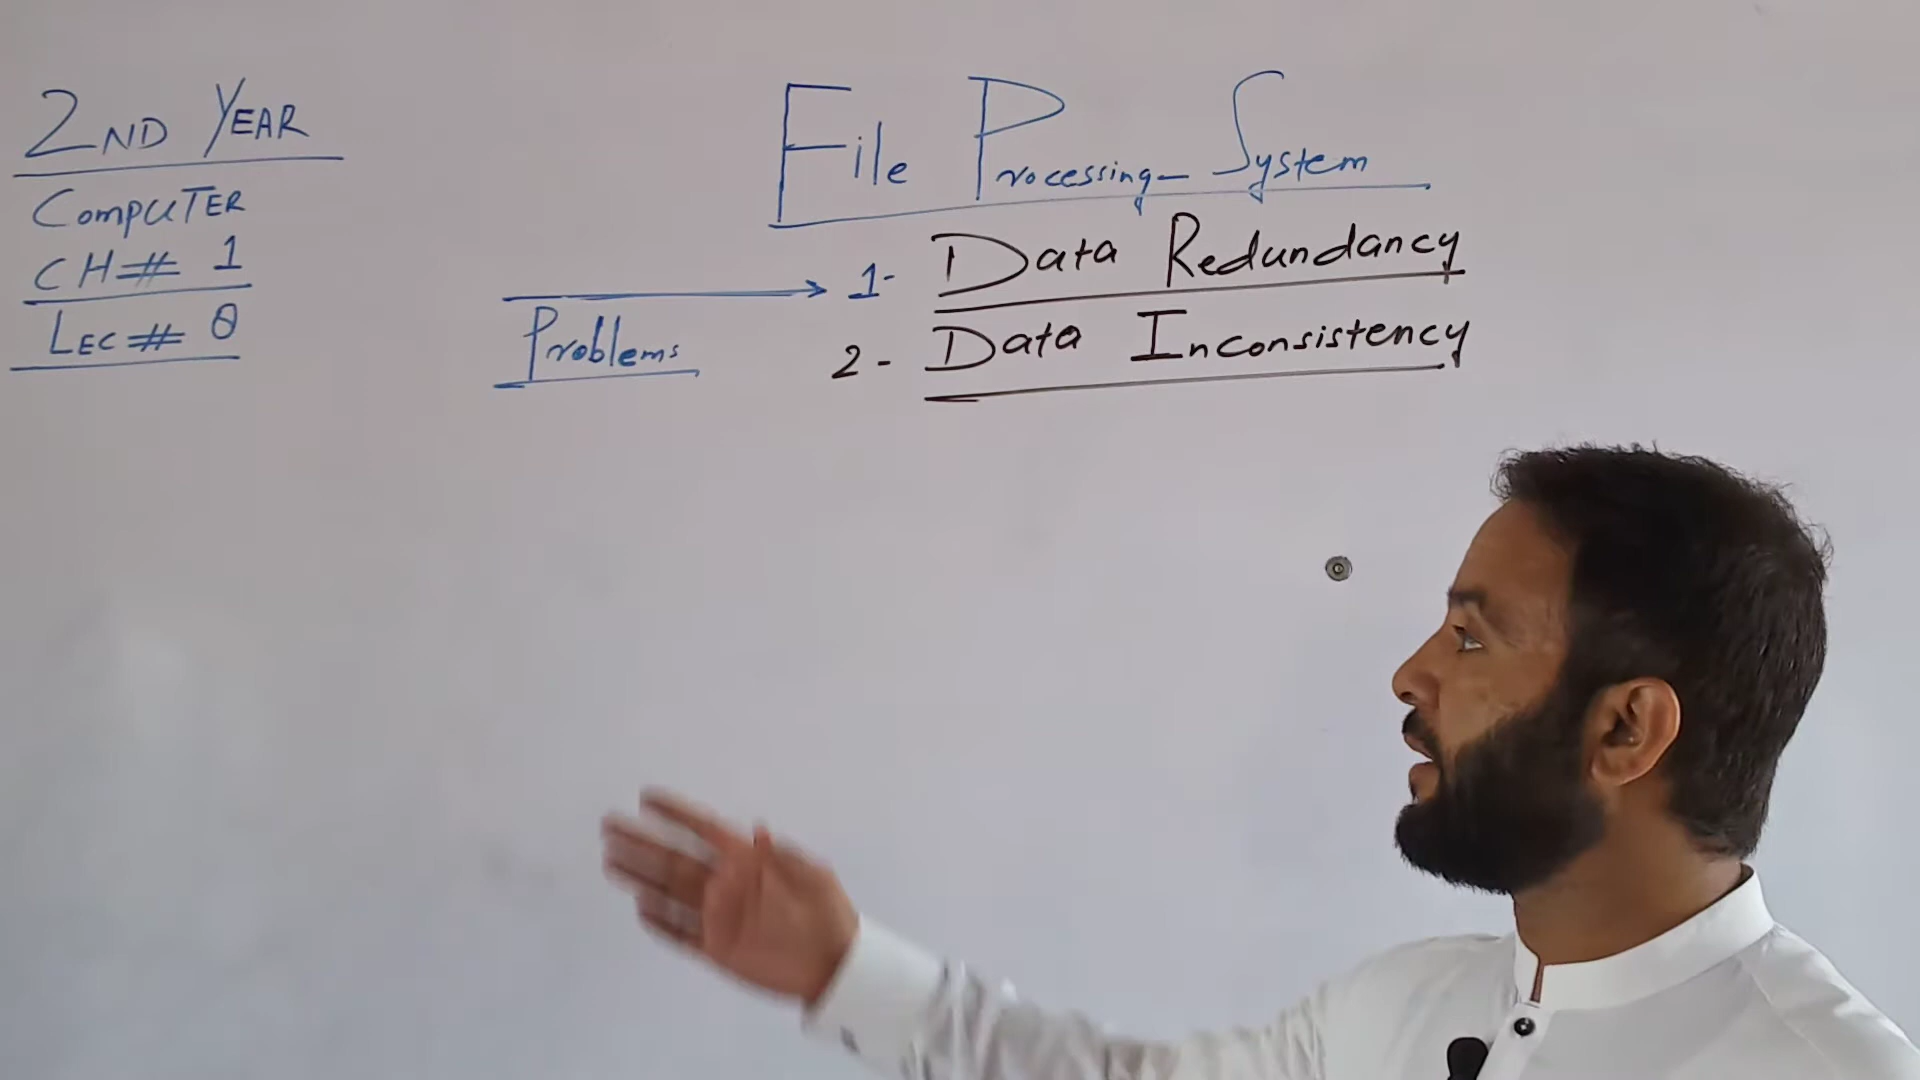 2ND YEAR
COMPUTER
CH# 1
LEC# 8
File Processing System
Problems
1- Data Redundancy
2- Data Inconsistency